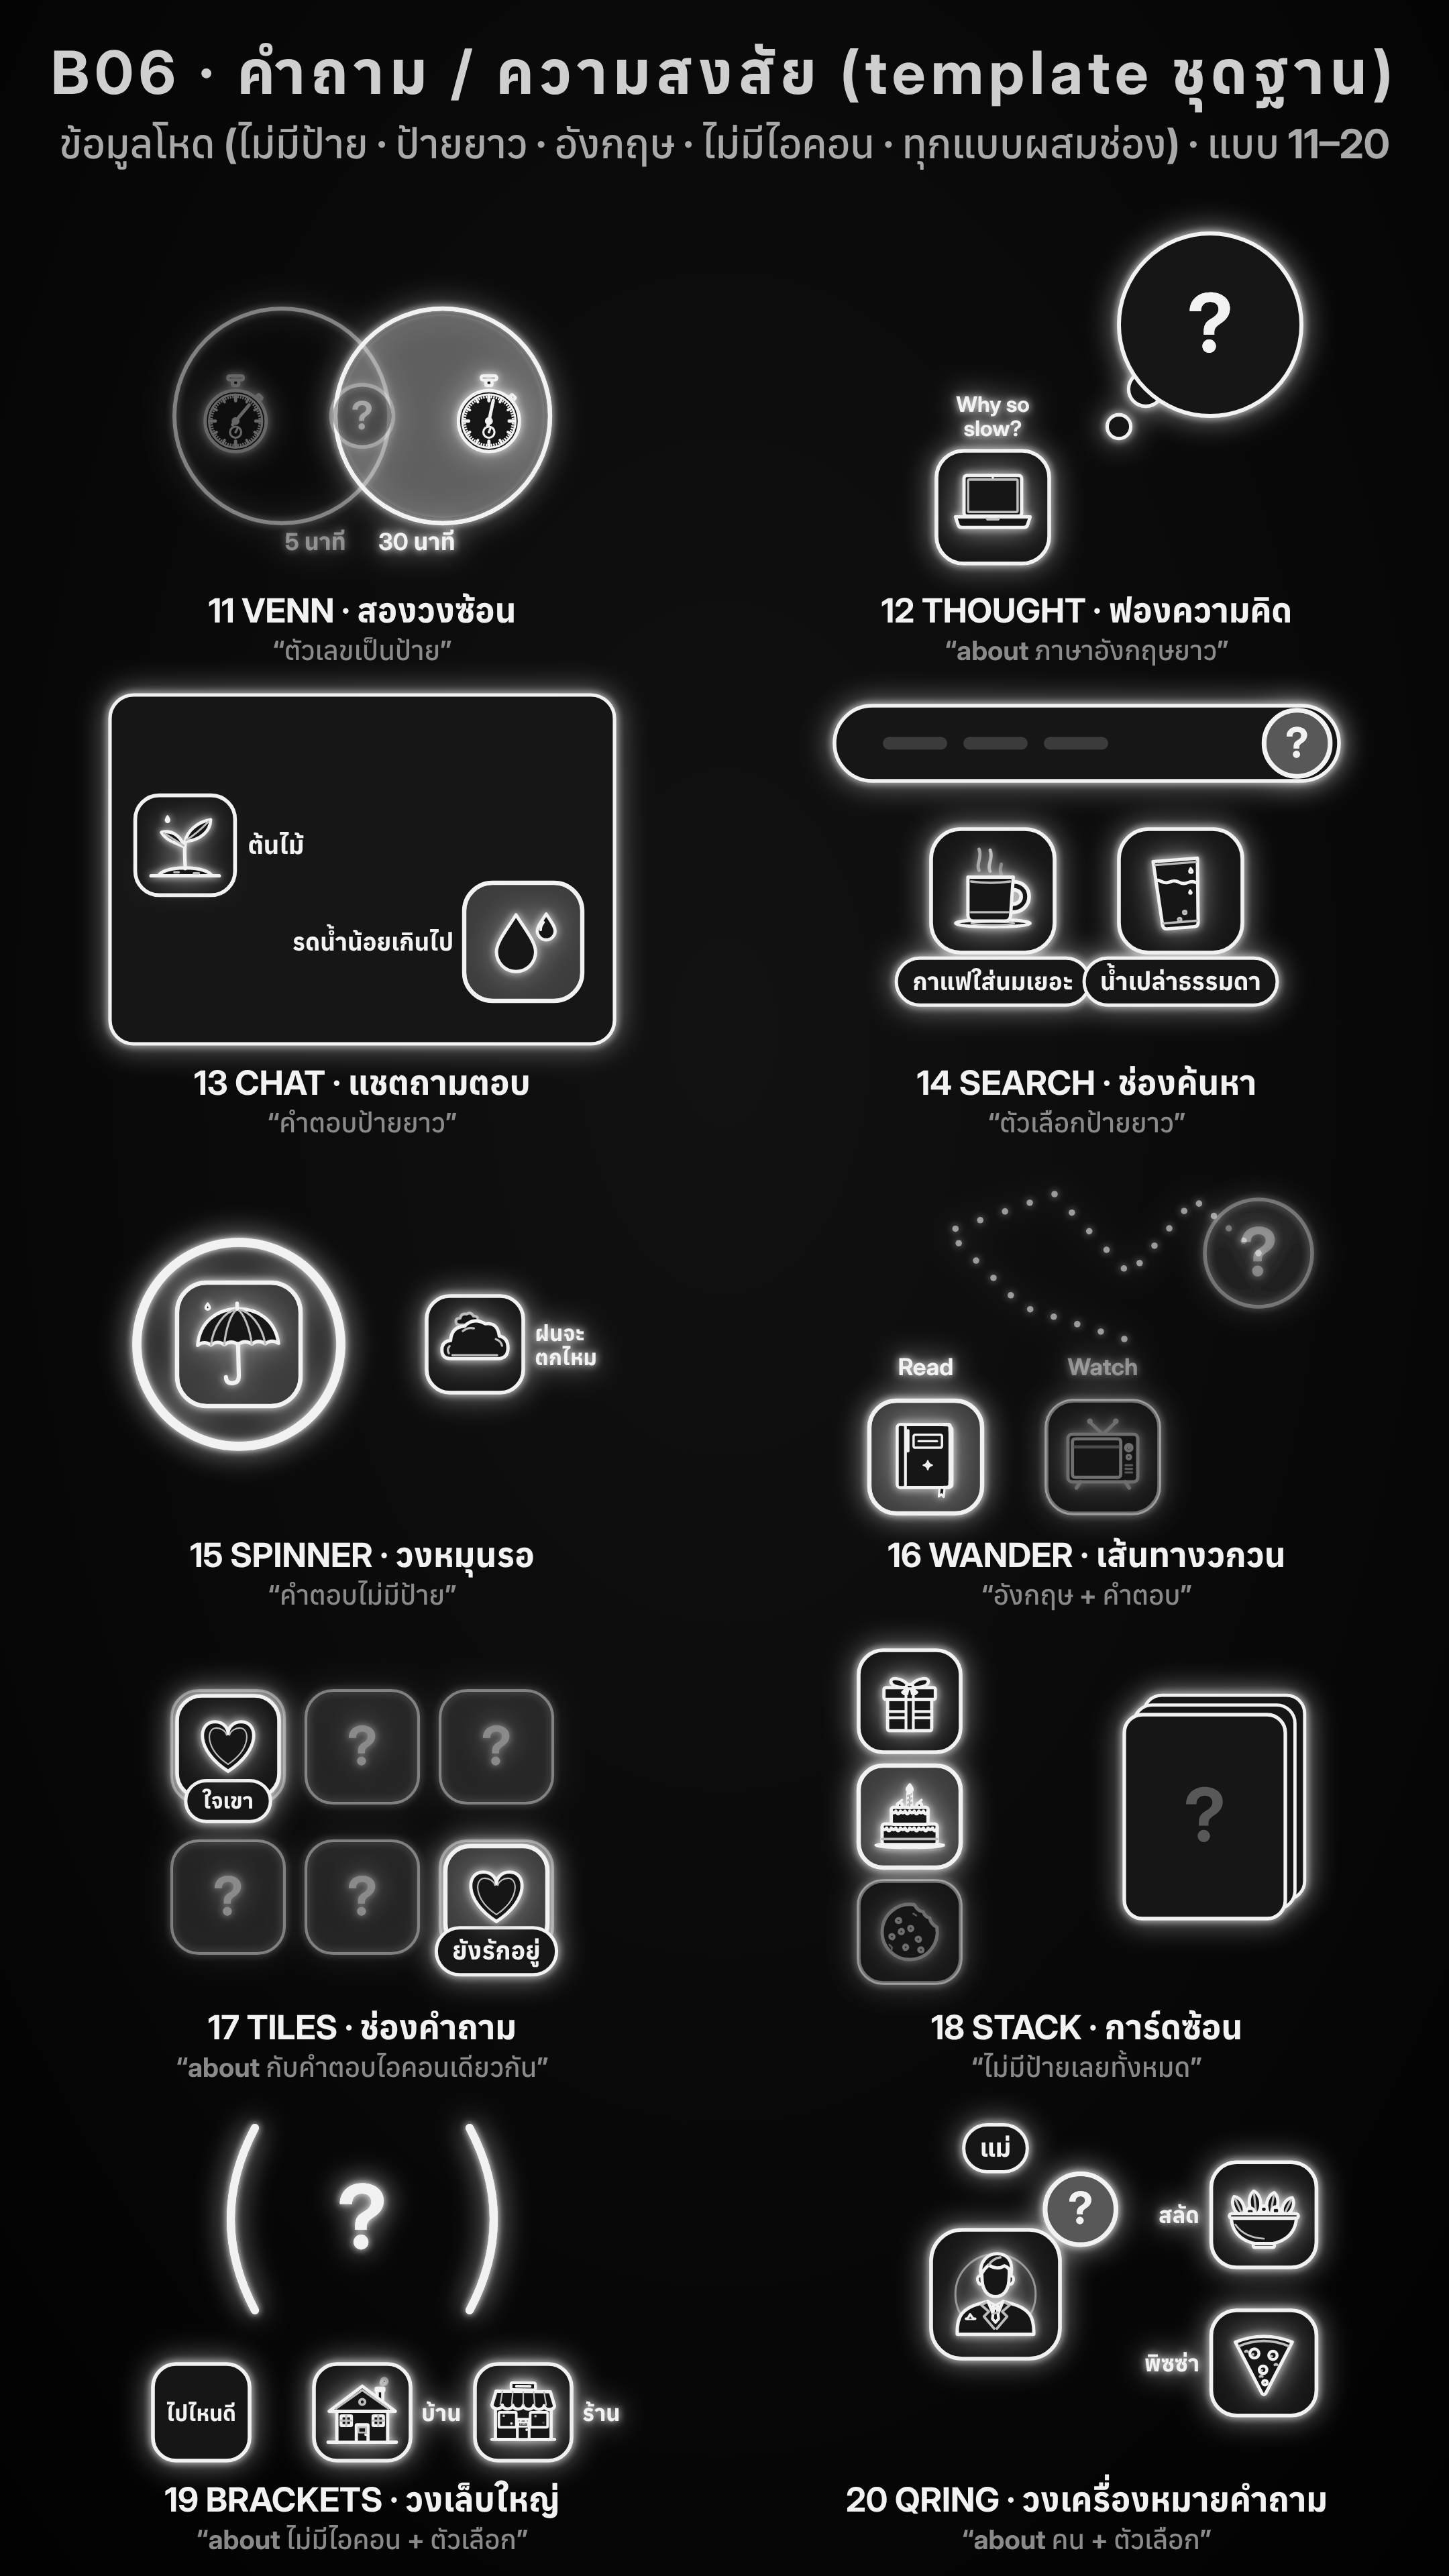 B06 · คำถาม / ความสงสัย (template ชุดฐาน)
ข้อมูลโหด (ไม่มีป้าย · ป้ายยาว · อังกฤษ · ไม่มีไอคอน · ทุกแบบผสมช่อง) · แบบ 11–20
?
5 นาที 30 นาที
11 VENN · สองวงซ้อน
“ตัวเลขเป็นป้าย”
?
Why so
slow?
12 THOUGHT · ฟองความคิด
“about ภาษาอังกฤษยาว”
ต้นไม้
รดน้ำน้อยเกินไป
13 CHAT · แชตถามตอบ
“คำตอบป้ายยาว”
?
กาแฟใส่นมเยอะ น้ำเปล่าธรรมดา
14 SEARCH · ช่องค้นหา
“ตัวเลือกป้ายยาว”
ฝนจะ
ตกไหม
15 SPINNER · วงหมุนรอ
“คำตอบไม่มีป้าย”
?
Read Watch
16 WANDER · เส้นทางวกวน
“อังกฤษ + คำตอบ”
? ?
ใจเขา
? ?
ยังรักอยู่
17 TILES · ช่องคำถาม
“about กับคำตอบไอคอนเดียวกัน”
?
18 STACK · การ์ดซ้อน
“ไม่มีป้ายเลยทั้งหมด”
?
ไปไหนดี บ้าน ร้าน
19 BRACKETS · วงเล็บใหญ่
“about ไม่มีไอคอน + ตัวเลือก”
แม่
?
สลัด
พิซซ่า
20 QRING · วงเครื่องหมายคำถาม
“about คน + ตัวเลือก”